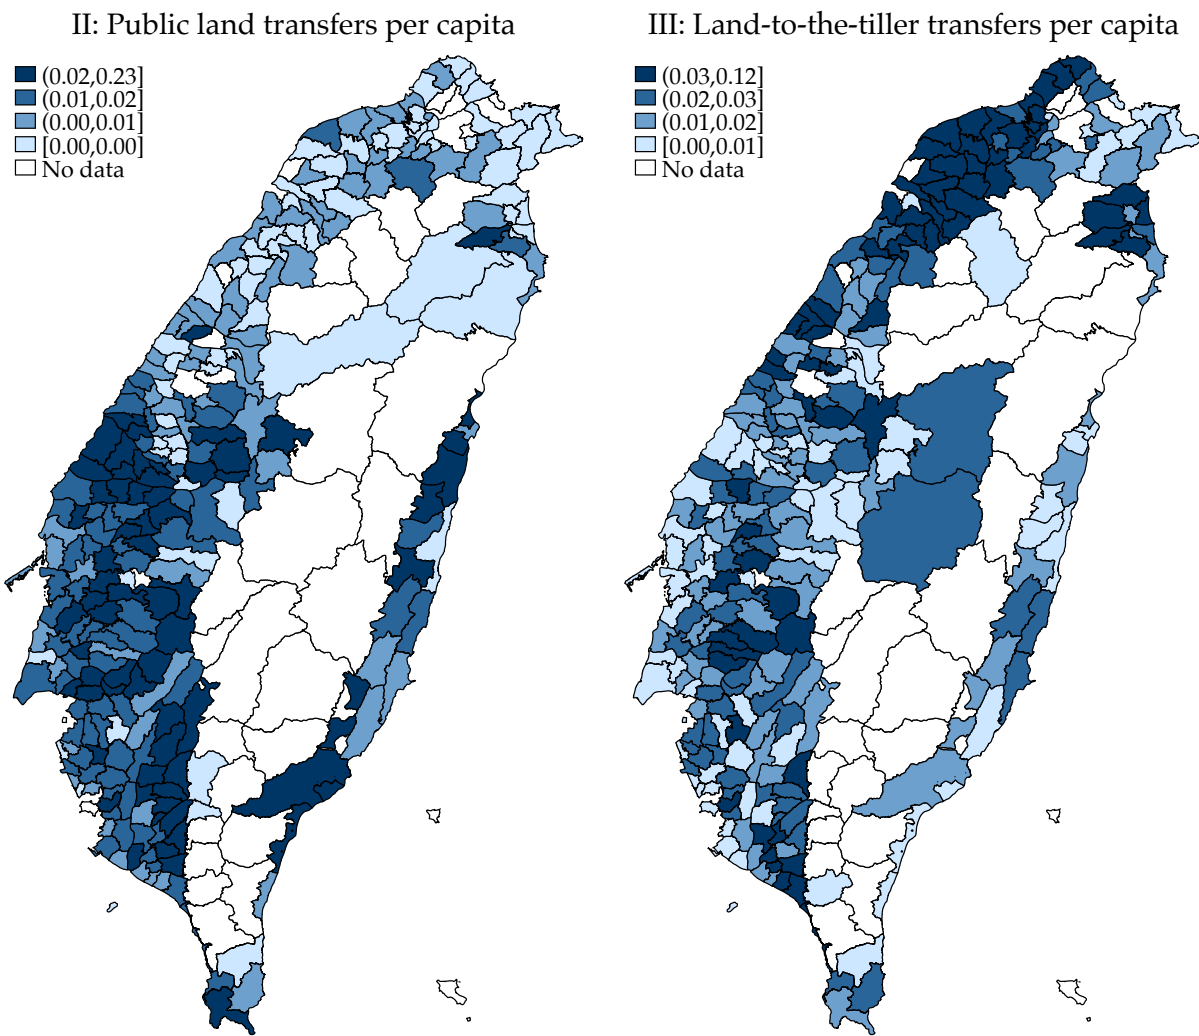 II: Public land transfers per capita
(0.02,0.23]
(0.01,0.02]
(0.00,0.01]
[0.00,0.00]
No data
III: Land-to-the-tiller transfers per capita
(0.03,0.12]
(0.02,0.03]
(0.01,0.02]
[0.00,0.01]
No data